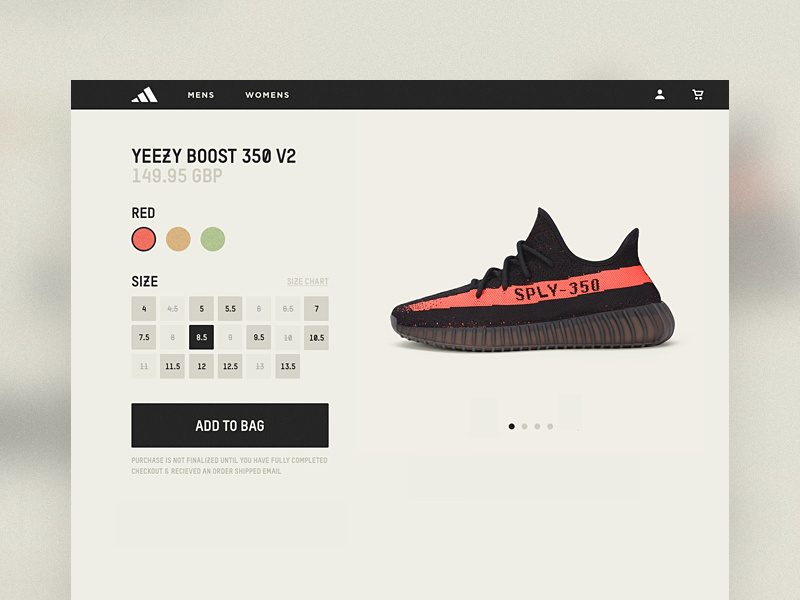 MENS WOMENS
YEEZY BOOST 350 V2
149.95 GBP
RED
SIZE SIZE CHART
4 4.5 5 5.5 6 6.5 7
7.5 8 8.5 9 9.5 10 10.5
11 11.5 12 12.5 13 13.5
ADD TO BAG
PURCHASE IS NOT FINALIZED UNTIL YOU HAVE FULLY COMPLETED
CHECKOUT & RECIEVED AN ORDER SHIPPED EMAIL
SPLY-350